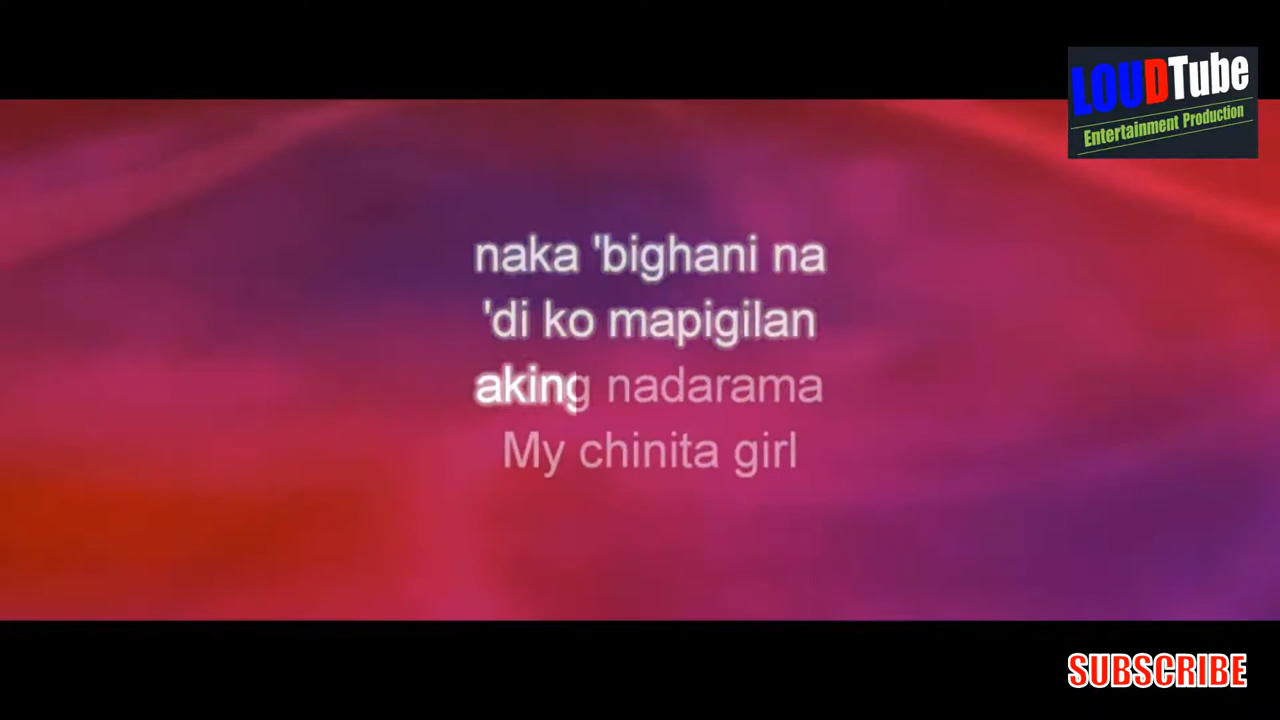 LOUDTube
Entertainment Production
naka 'bighani na
'di ko mapigilan
aking nadarama
My chinita girl
SUBSCRIBE